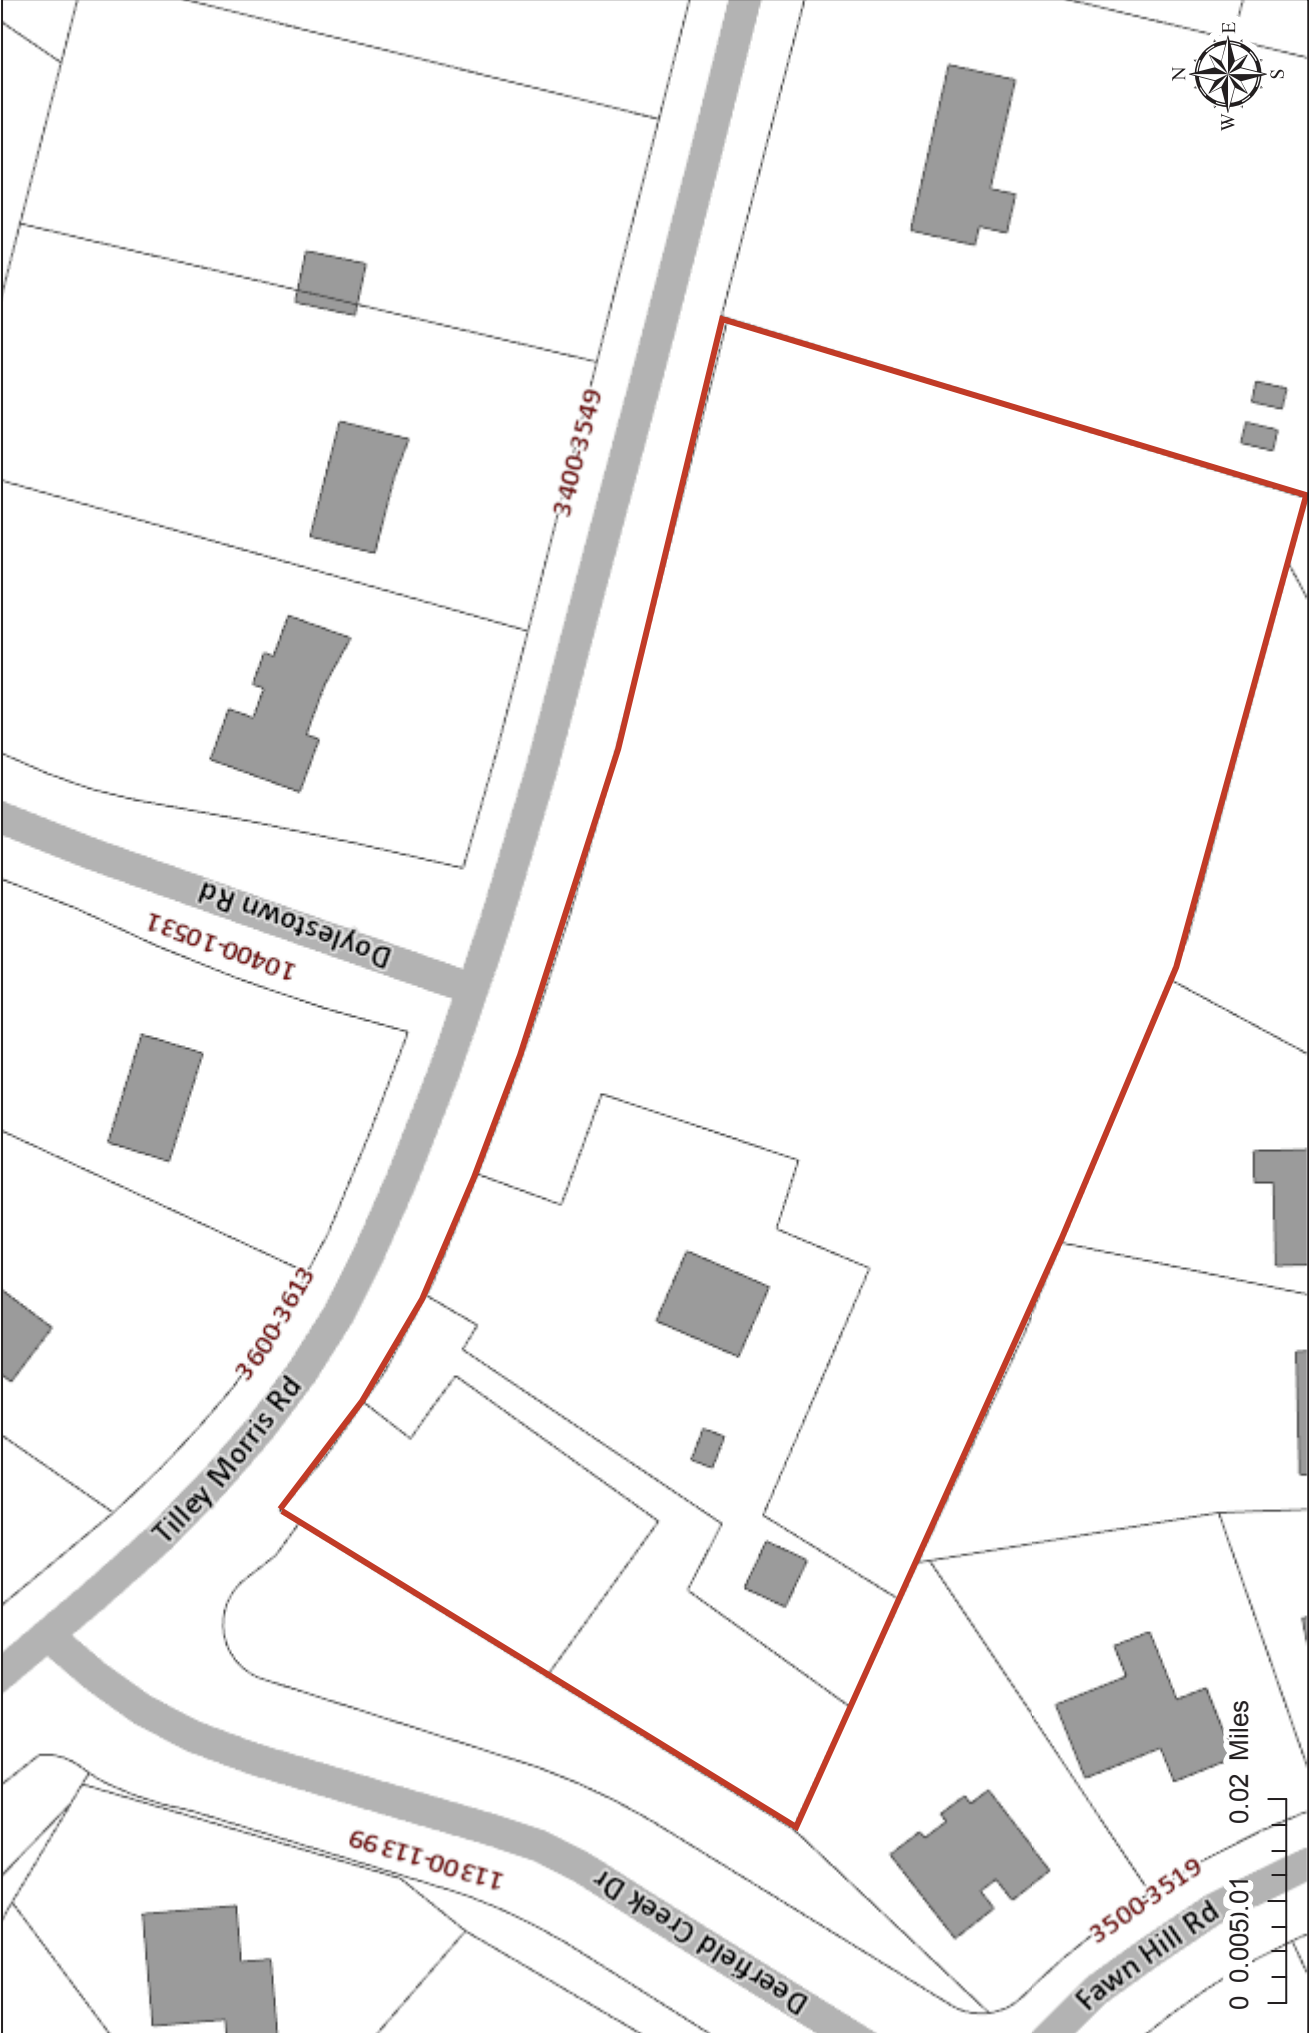 N
E
S
W
3400-3549
Doylestown Rd
10400-10531
3600-3613
Tilley Morris Rd
11300-11399
Deerfield Creek Dr
3500-3519
Fawn Hill Rd
0 0.005 .01 0.02 Miles